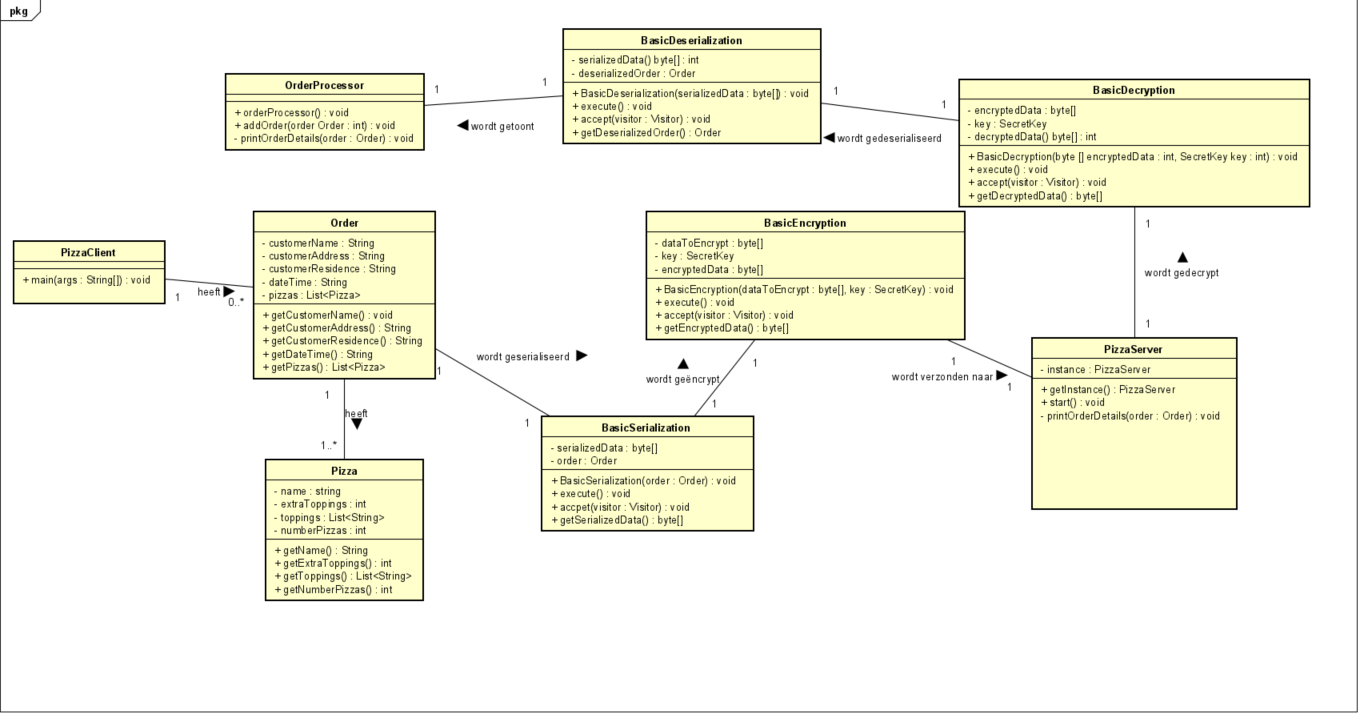 pkg
BasicDeserialization
- serializedData() byte[] : int
- deserializedOrder : Order
+ BasicDeserialization(serializedData : byte[]) : void
+ execute() : void
+ accept(visitor : Visitor) : void
+ getDeserializedOrder() : Order
OrderProcessor
+ orderProcessor() : void
+ addOrder(order Order : int) : void
- printOrderDetails(order : Order) : void
1
1
◀ wordt getoont
1
1
◀ wordt gedeserialiseerd
BasicDecryption
- encryptedData : byte[]
- key : SecretKey
- decryptedData() byte[] : int
+ BasicDecryption(byte [] encryptedData : int, SecretKey key : int) : void
+ execute() : void
+ accept(visitor : Visitor) : void
+ getDecryptedData() : byte[]
PizzaClient
+ main(args : String[]) : void
1
heeft ▶
0..*
Order
- customerName : String
- customerAddress : String
- customerResidence : String
- dateTime : String
- pizzas : List<Pizza>
+ getCustomerName() : void
+ getCustomerAddress() : String
+ getCustomerResidence() : String
+ getDateTime() : String
+ getPizzas() : List<Pizza>
BasicEncryption
- dataToEncrypt : byte[]
- key : SecretKey
- encryptedData : byte[]
+ BasicEncryption(dataToEncrypt : byte[], key : SecretKey) : void
+ execute() : void
+ accept(visitor : Visitor) : void
+ getEncryptedData() : byte[]
1
▲
wordt gedecrypt
1
wordt geserialiseerd ▶
1
1
▲
wordt geëncrypt
1
1
1
wordt verzonden naar ▶
1
PizzaServer
- instance : PizzaServer
+ getInstance() : PizzaServer
+ start() : void
- printOrderDetails(order : Order) : void
1
heeft
▼
1..*
BasicSerialization
- serializedData : byte[]
- order : Order
+ BasicSerialization(order : Order) : void
+ execute() : void
+ accpet(visitor : Visitor) : void
+ getSerializedData() : byte[]
Pizza
- name : string
- extraToppings : int
- toppings : List<String>
- numberPizzas : int
+ getName() : String
+ getExtraToppings() : int
+ getToppings() : List<String>
+ getNumberPizzas() : int